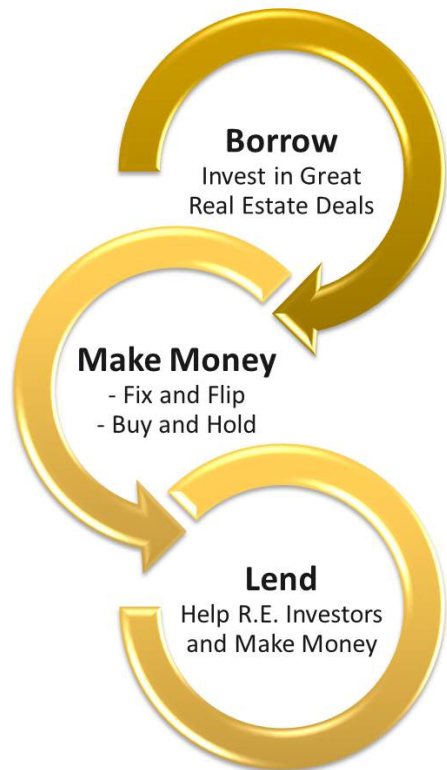 Borrow
Invest in Great
Real Estate Deals
Make Money
- Fix and Flip
- Buy and Hold
Lend
Help R.E. Investors
and Make Money